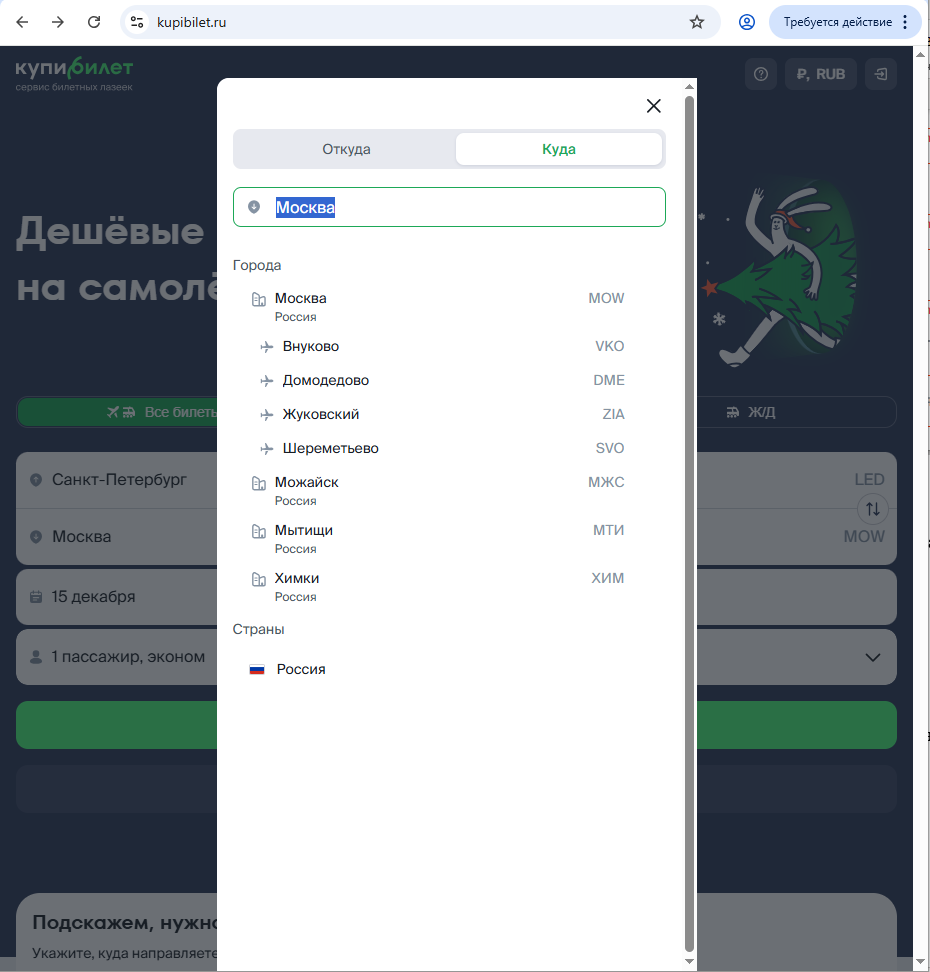 kupibilet.ru
Требуется действие
купибилет
сервис билетных лазеек
₽, RUB
Откуда
Куда
Москва
Дешёвые
на самолё
Города
Москва MOW
Россия
Внуково VKO
Домодедово DME
Жуковский ZIA
Шереметьево SVO
Можайск МЖС
Россия
Мытищи МТИ
Россия
Химки ХИМ
Россия
Страны
Россия
Все билеты
Ж/Д
Санкт-Петербург LED
Москва MOW
15 декабря
1 пассажир, эконом
Подскажем, нужно
Укажите, куда направляете